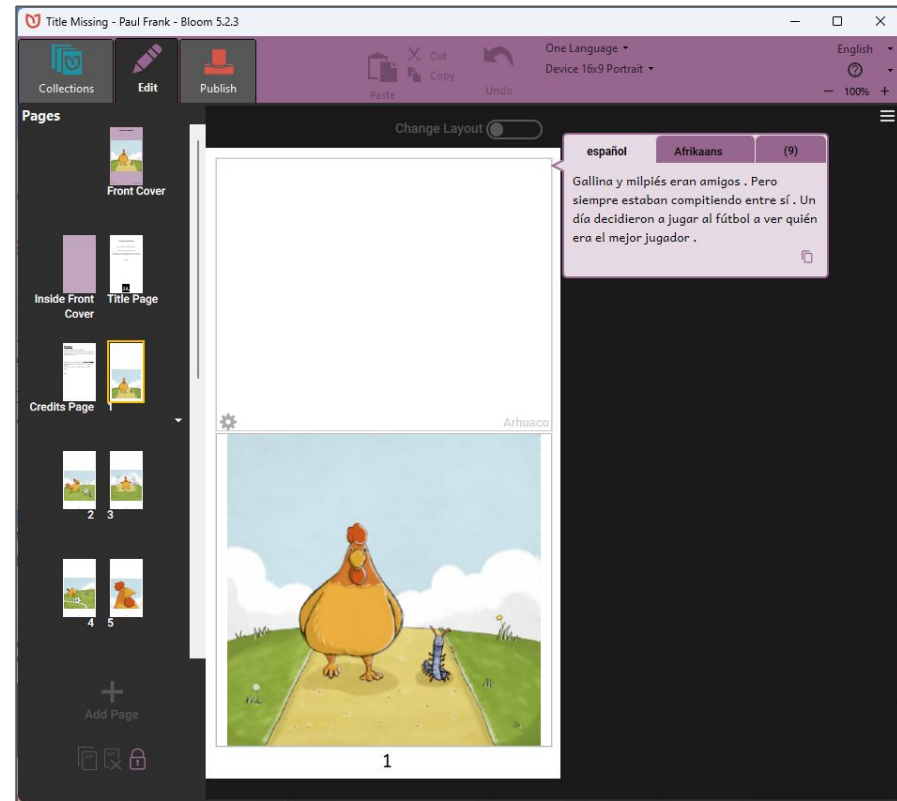 Title Missing - Paul Frank - Bloom 5.2.3
Collections
Edit
Publish
Paste
Cut
Copy
Undo
One Language
Device 16x9 Portrait
English
100%
Pages
Front Cover
Inside Front
Cover
Title Page
Credits Page
1
2
3
4
5
Add Page
Change Layout
Arhuaco
1
español
Afrikaans
(9)
Gallina y milpiés eran amigos . Pero
siempre estaban compitiendo entre sí . Un
día decidieron a jugar al fútbol a ver quién
era el mejor jugador .